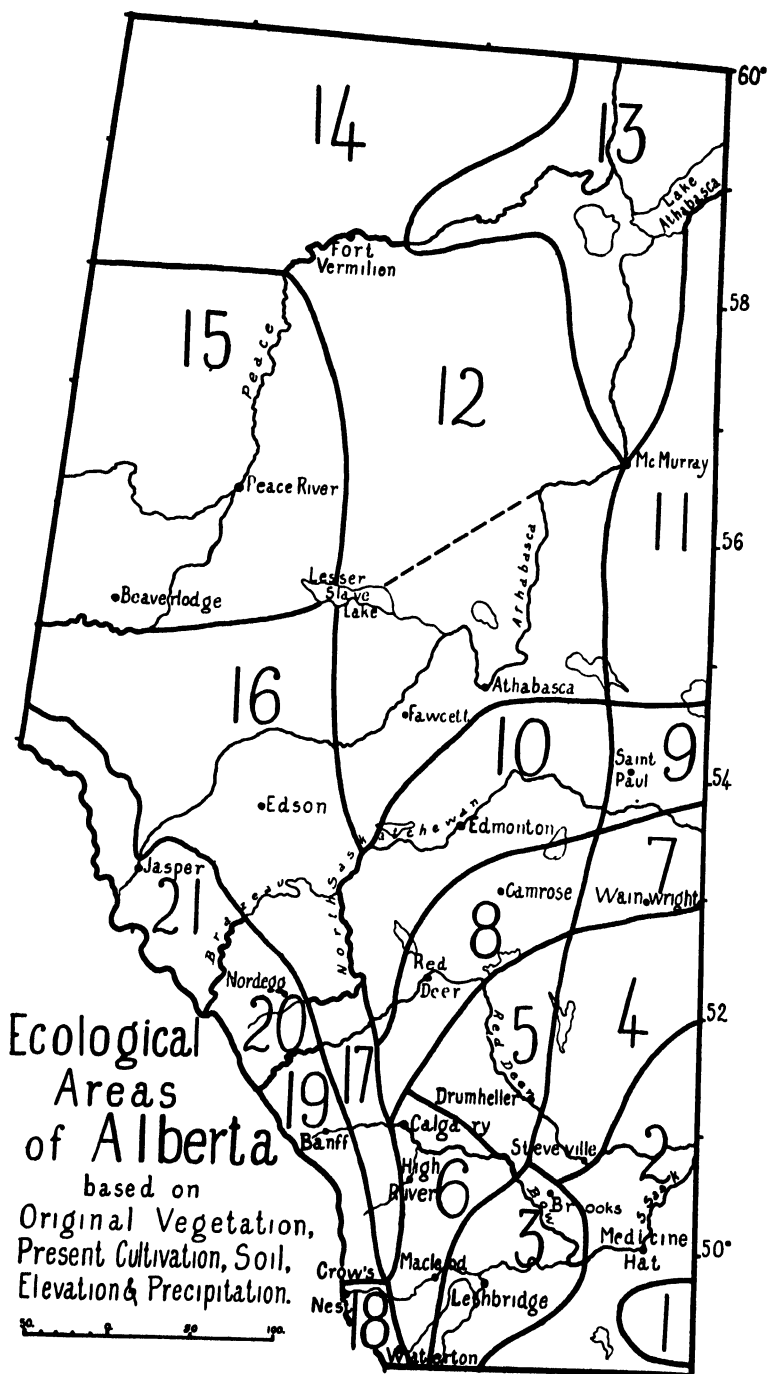 60°
14
13
Lake
Athabasca
Fort
Vermilion
58
15
Peace
12
McMurray
Peace River
11
56
Athabasca
Lesser
Slave
Lake
Beaverlodge
16
Athabasca
Fawcett
10
Saint
Paul
9
54
Edson
North Saskatchewan
Edmonton
7
Jasper
Camrose
Wainwright
21
Brazeau
8
Red
Deer
Nordegg
20
52
4
5
Red Deer
Ecological
Areas
of Alberta
based on
Original Vegetation,
Present Cultivation, Soil,
Elevation & Precipitation.
50. 0 50 100.
17
19
Drumheller
Calgary
Banff
Steveville
2
High
River
6
Bow
Brooks
S. Sask
3
Medicine
Hat
50°
Crow's
Nest
Macleod
Lethbridge
18
1
Waterton